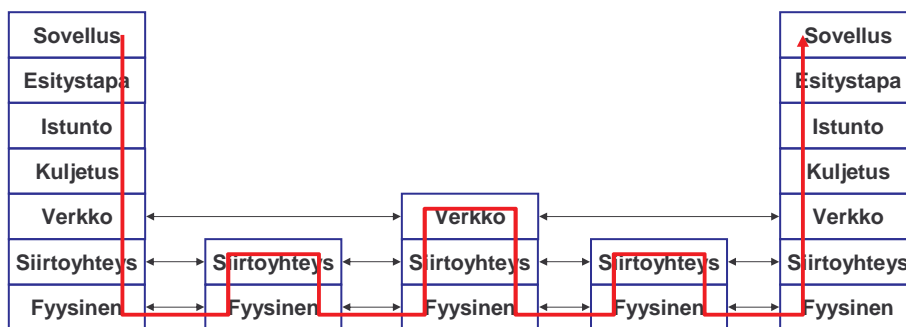 Sovellus Sovellus
Esitystapa Esitystapa
Istunto Istunto
Kuljetus Kuljetus
Verkko Verkko Verkko
Siirtoyhteys Siirtoyhteys Siirtoyhteys Siirtoyhteys Siirtoyhteys
Fyysinen Fyysinen Fyysinen Fyysinen Fyysinen